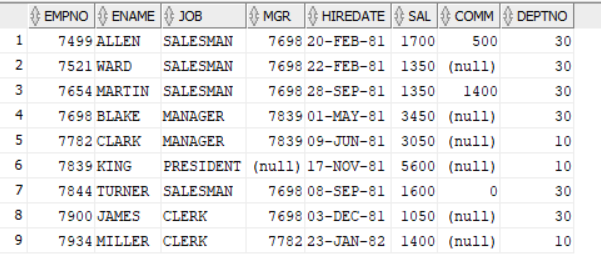 EMPNO ENAME JOB MGR HIREDATE SAL COMM DEPTNO
1 7499 ALLEN SALESMAN 7698 20-FEB-81 1700 500 30
2 7521 WARD SALESMAN 7698 22-FEB-81 1350 (null) 30
3 7654 MARTIN SALESMAN 7698 28-SEP-81 1350 1400 30
4 7698 BLAKE MANAGER 7839 01-MAY-81 3450 (null) 30
5 7782 CLARK MANAGER 7839 09-JUN-81 3050 (null) 10
6 7839 KING PRESIDENT (null) 17-NOV-81 5600 (null) 10
7 7844 TURNER SALESMAN 7698 08-SEP-81 1600 0 30
8 7900 JAMES CLERK 7698 03-DEC-81 1050 (null) 30
9 7934 MILLER CLERK 7782 23-JAN-82 1400 (null) 10